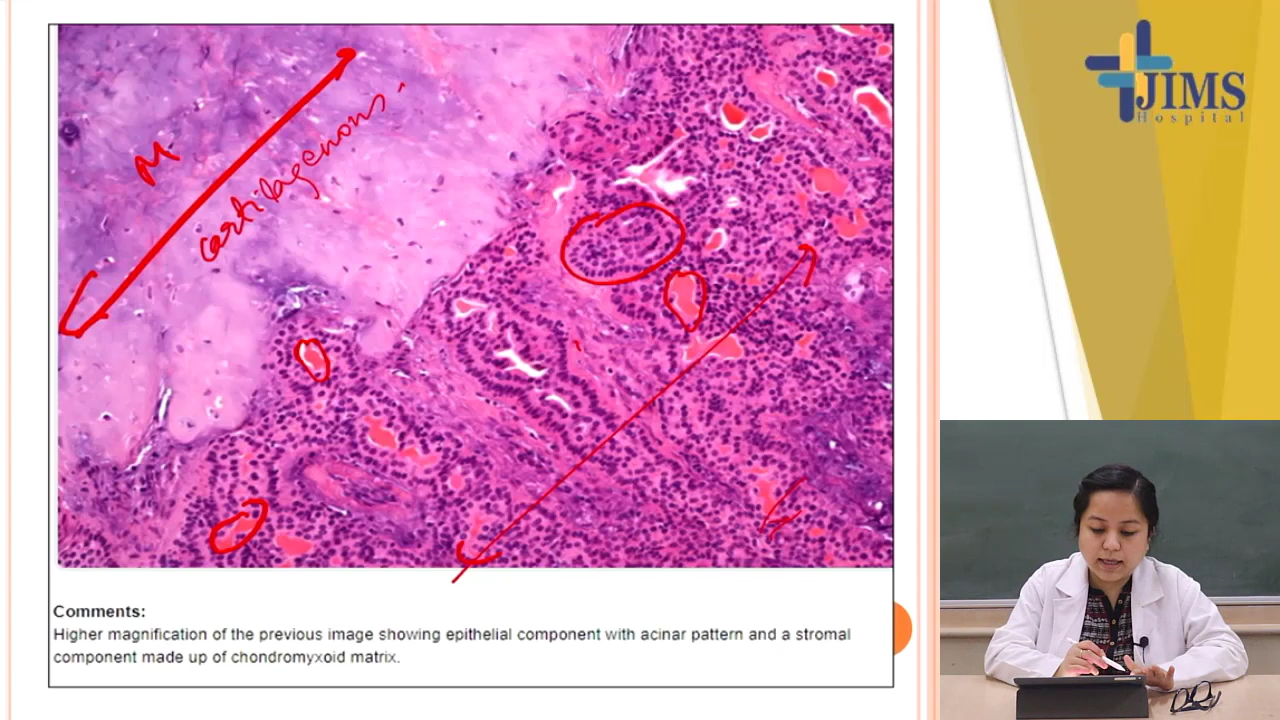 M
cartilagenous.
JIMS
Hospital
Comments:
Higher magnification of the previous image showing epithelial component with acinar pattern and a stromal
component made up of chondromyxoid matrix.